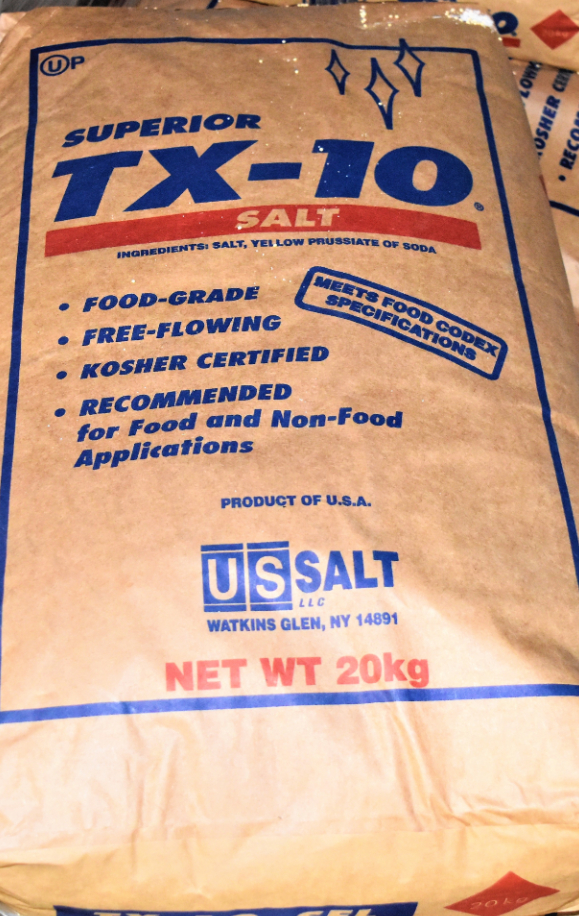 Ⓤ P
SUPERIOR
TX-10®
SALT
INGREDIENTS: SALT, YELLOW PRUSSIATE OF SODA
MEETS FOOD CODEX
SPECIFICATIONS
• FOOD-GRADE
• FREE-FLOWING
• KOSHER CERTIFIED
• RECOMMENDED
for Food and Non-Food
Applications
PRODUCT OF U.S.A.
US SALT
LLC
WATKINS GLEN, NY 14891
NET WT 20kg
20 kg